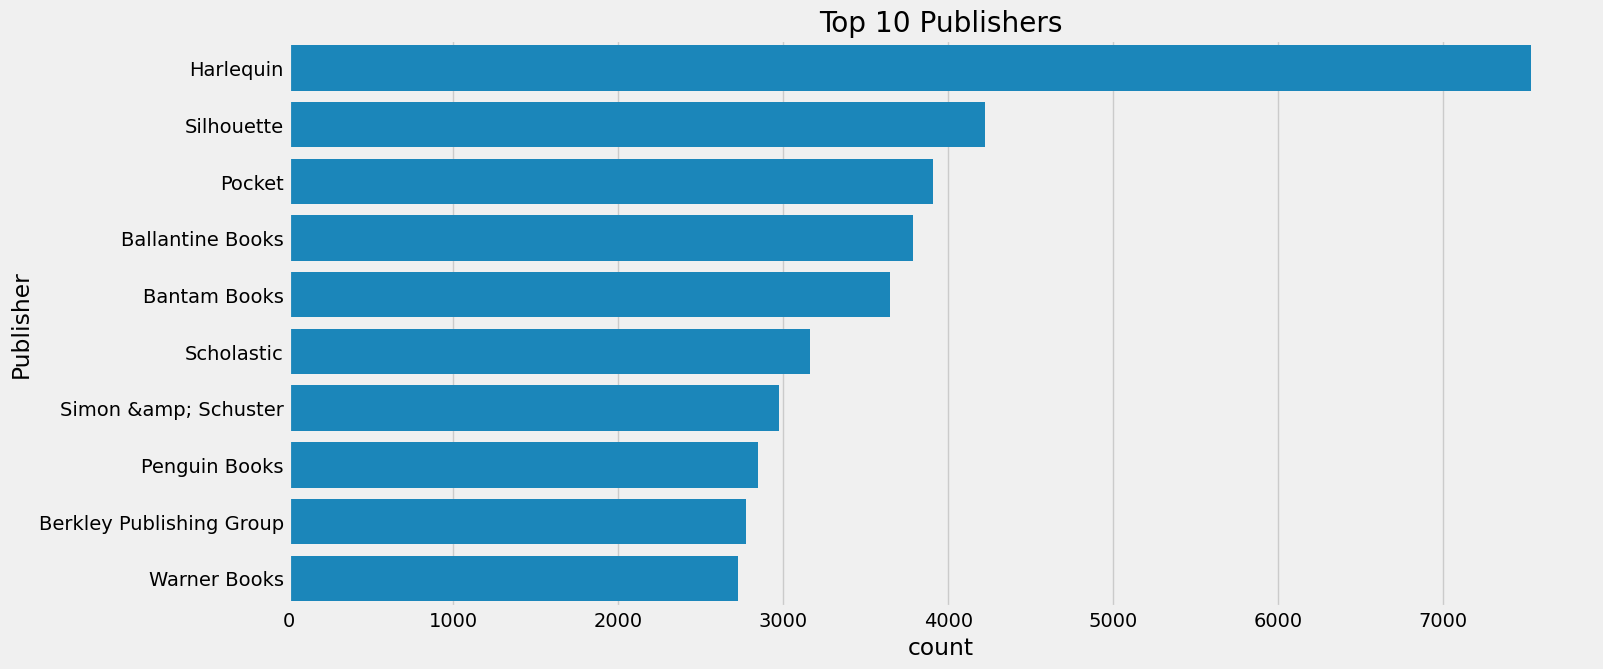 Top 10 Publishers
Publisher
Harlequin
Silhouette
Pocket
Ballantine Books
Bantam Books
Scholastic
Simon &amp; Schuster
Penguin Books
Berkley Publishing Group
Warner Books
0 1000 2000 3000 4000 5000 6000 7000
count